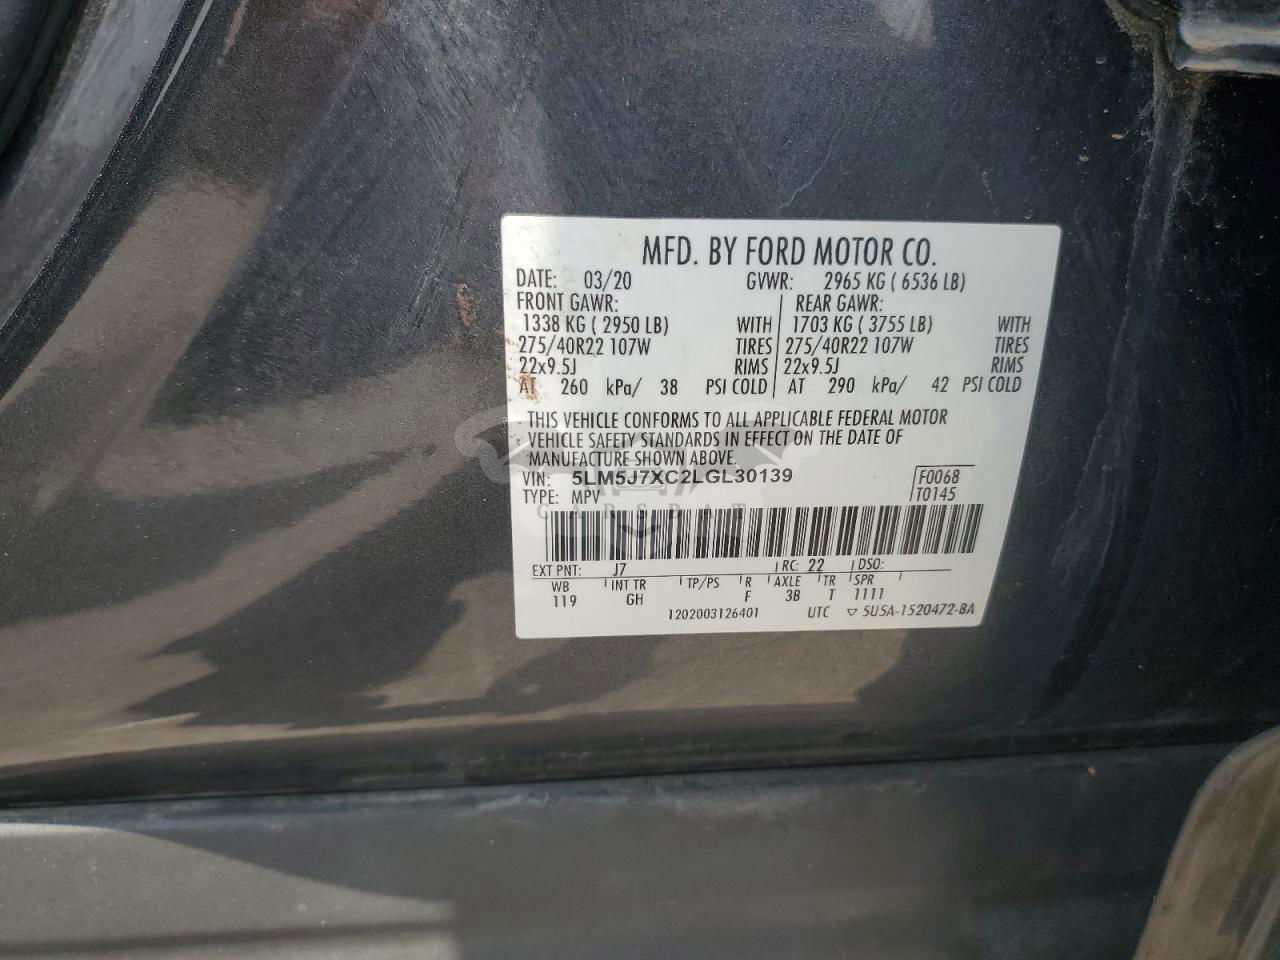 MFD. BY FORD MOTOR CO.
DATE: 03/20 GVWR: 2965 KG ( 6536 LB)
FRONT GAWR: REAR GAWR:
1338 KG ( 2950 LB) WITH 1703 KG ( 3755 LB) WITH
275/40R22 107W TIRES 275/40R22 107W TIRES
22x9.5J RIMS 22x9.5J RIMS
AT 260 kPa/ 38 PSI COLD AT 290 kPa/ 42 PSI COLD
THIS VEHICLE CONFORMS TO ALL APPLICABLE FEDERAL MOTOR
VEHICLE SAFETY STANDARDS IN EFFECT ON THE DATE OF
MANUFACTURE SHOWN ABOVE.
VIN: 5LM5J7XC2LGL30139 F0068
TYPE: MPV T0145
CARSBAT
EXT PNT: J7 RC: 22 DSO:
WB INT TR TP/PS R AXLE TR SPR
119 GH F 3B T 1111
1202003126401 UTC ▽ 5U5A-1520472-BA